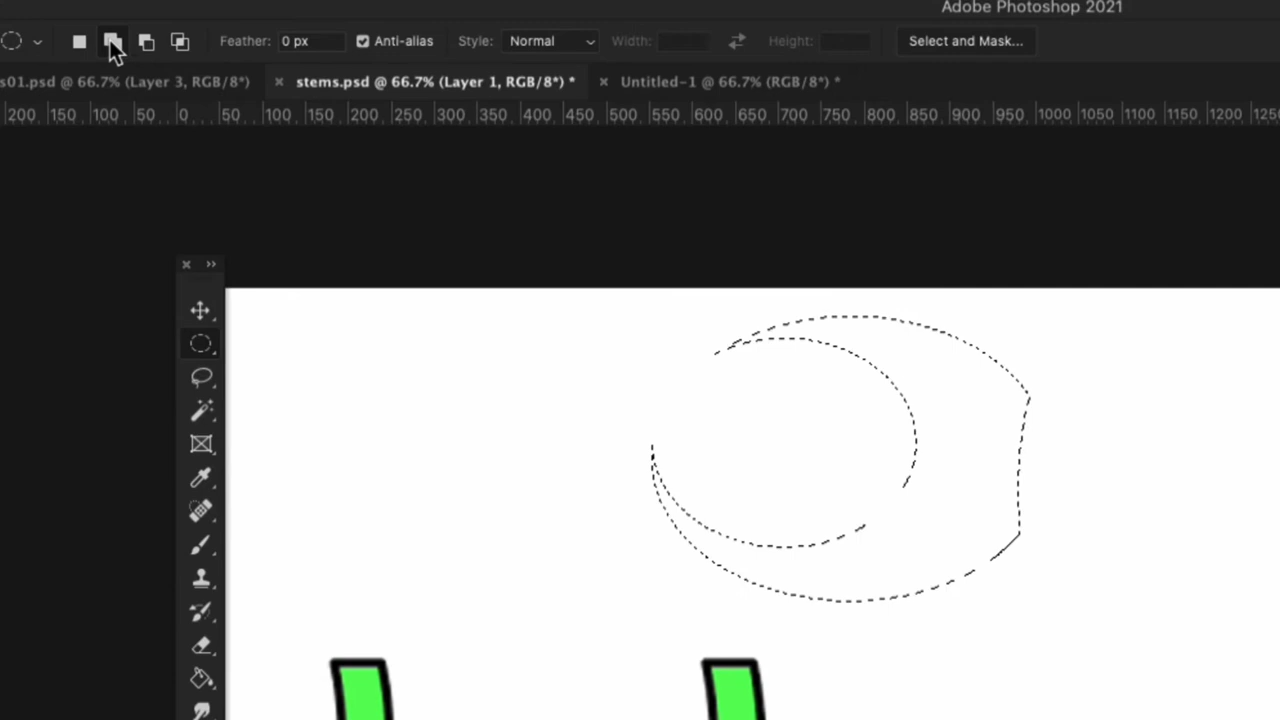 Adobe Photoshop 2021
Feather: 0 px Anti-alias Style: Normal Width: Height: Select and Mask...
s01.psd @ 66.7% (Layer 3, RGB/8*) × stems.psd @ 66.7% (Layer 1, RGB/8*) * × Untitled-1 @ 66.7% (RGB/8*) *
200 150 100 50 0 50 100 150 200 250 300 350 400 450 500 550 600 650 700 750 800 850 900 950 1000 1050 1100 1150 1200 1250